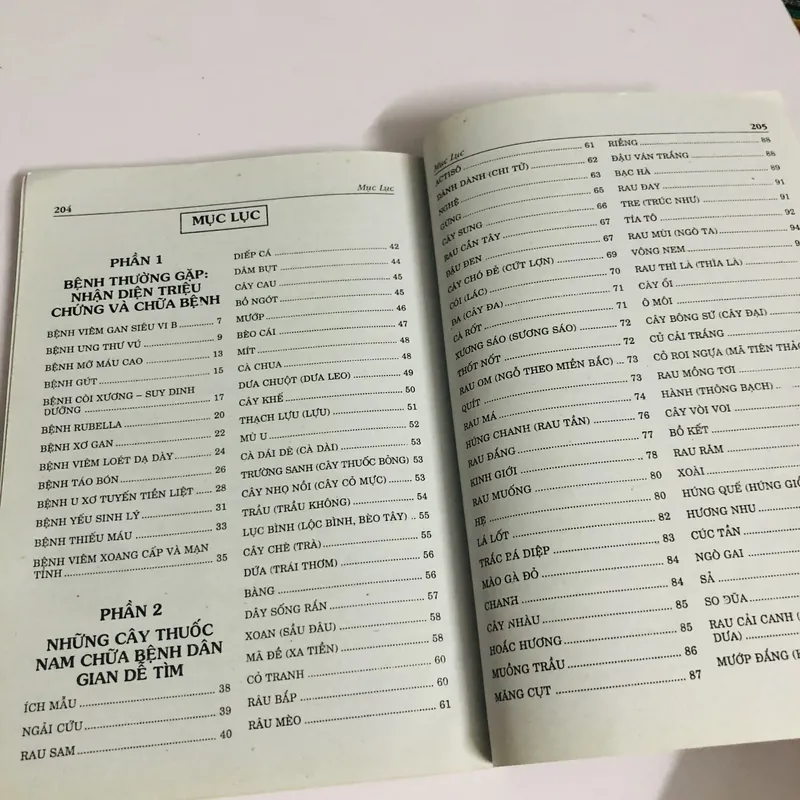 204
Mục Lục
MỤC LỤC
PHẦN 1
BỆNH THƯỜNG GẶP:
NHẬN DIỆN TRIỆU
CHỨNG VÀ CHỮA BỆNH
BỆNH VIÊM GAN SIÊU VI B 7
BỆNH UNG THƯ VÚ 9
BỆNH MỠ MÁU CAO 13
BỆNH GÚT 15
BỆNH CÒI XƯƠNG – SUY DINH
DƯỠNG 17
BỆNH RUBELLA 20
BỆNH XƠ GAN 22
BỆNH VIÊM LOÉT DẠ DÀY 24
BỆNH TÁO BÓN 26
BỆNH U XƠ TUYẾN TIỀN LIỆT 28
BỆNH YẾU SINH LÝ 31
BỆNH THIẾU MÁU 33
BỆNH VIÊM XOANG CẤP VÀ MẠN
TÍNH 35
PHẦN 2
NHỮNG CÂY THUỐC
NAM CHỮA BỆNH DÂN
GIAN DỄ TÌM
ÍCH MẪU 38
NGẢI CỨU 39
RAU SAM 40
DIẾP CÁ 42
DÂM BỤT 44
CÂY CAU 45
BỒ NGÓT 45
MƯỚP 46
BÈO CÁI 47
MÍT 48
CÀ CHUA 48
DƯA CHUỘT (DƯA LEO) 49
CÂY KHẾ 50
THẠCH LỰU (LỰU) 51
MÙ U 52
CÀ DÁI DÊ (CÀ DÀI) 53
TRƯỜNG SANH (CÂY THUỐC BỎNG) 53
CÂY NHỌ NỒI (CÂY CỎ MỰC) 53
TRẦU (TRẦU KHÔNG) 54
LỤC BÌNH (LỘC BÌNH, BÈO TÂY) 55
CÂY CHÈ (TRÀ) 55
DỨA (TRÁI THƠM) 56
BÀNG 56
DÂY SỐNG RẮN 57
XOAN (SẦU ĐÂU) 58
MÃ ĐỀ (XA TIỀN) 58
CỎ TRANH 60
RÂU BẮP 60
RÂU MÈO 61
Mục Lục
205
ACTISÔ 61
DÀNH DÀNH (CHI TỬ) 62
NGHỆ 63
GỪNG 65
CÂY SUNG 66
RAU CẦN TÂY 67
ĐẬU ĐEN 67
CÂY CHÓ ĐẺ (CỨT LỢN) 69
CÓI (LÁC) 70
ĐA (CÂY ĐA) 71
CÀ RỐT 71
XƯƠNG SÁO (SƯƠNG SÁO) 72
THỐT NỐT 72
RAU OM (NGỔ THEO MIỀN BẮC) 73
QUÍT 73
RAU MÁ 74
HÚNG CHANH (RAU TẦN) 76
RAU ĐẮNG 77
KINH GIỚI 78
RAU MUỐNG 80
HẸ 80
LÁ LỐT 82
TRẮC BÁ DIỆP 83
MÀO GÀ ĐỎ 84
CHANH 84
CÂY NHÀU 85
HOẮC HƯƠNG 85
MUỒNG TRÂU 86
MĂNG CỤT 87
RIỀNG 88
ĐẬU VÁN TRẮNG 88
BẠC HÀ 89
RAU ĐAY 91
TRE (TRÚC NHỰ) 91
TÍA TÔ 92
RAU MÙI (NGÒ TA) 94
VÔNG NEM
RAU THÌ LÀ (THÌA LÀ)
CÂY ỔI
Ô MÔI
CÂY BÔNG SỨ (CÂY ĐẠI)
CỦ CẢI TRẮNG
CỎ ROI NGỰA (MÃ TIÊN THẢO
RAU MỒNG TƠI
HÀNH (THÔNG BẠCH)
CÂY VÒI VOI
BỒ KẾT
RAU RĂM
XOÀI
HÚNG QUẾ (HÚNG GIỔ
HƯƠNG NHU
CÚC TẦN
NGÒ GAI
SẢ
SO ĐŨA
RAU CẢI CANH (
DƯA)
MƯỚP ĐẮNG (